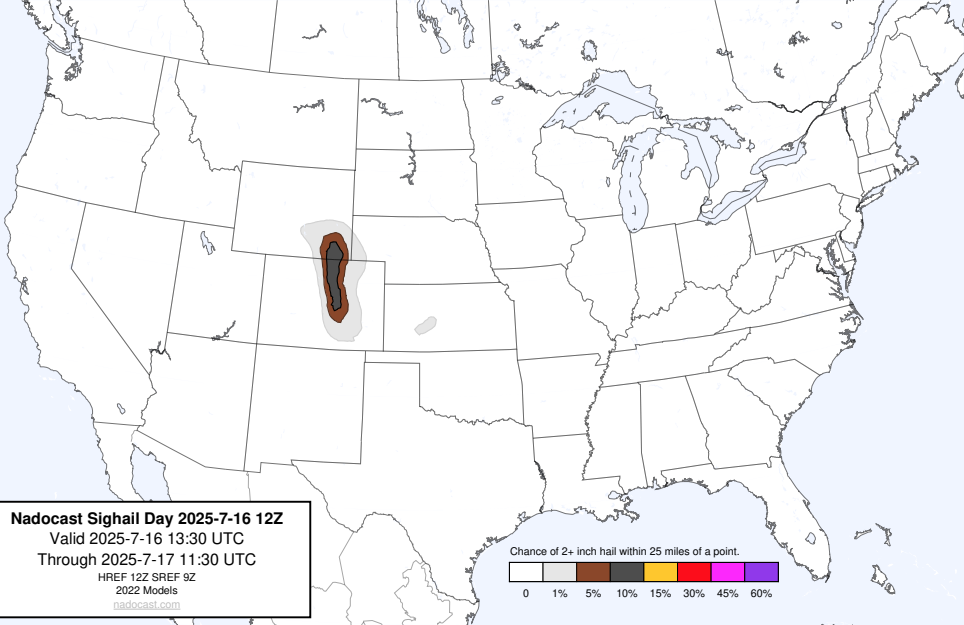 Nadocast Sighail Day 2025-7-16 12Z
Valid 2025-7-16 13:30 UTC
Through 2025-7-17 11:30 UTC
HREF 12Z SREF 9Z
2022 Models
nadocast.com
Chance of 2+ inch hail within 25 miles of a point.
0 1% 5% 10% 15% 30% 45% 60%